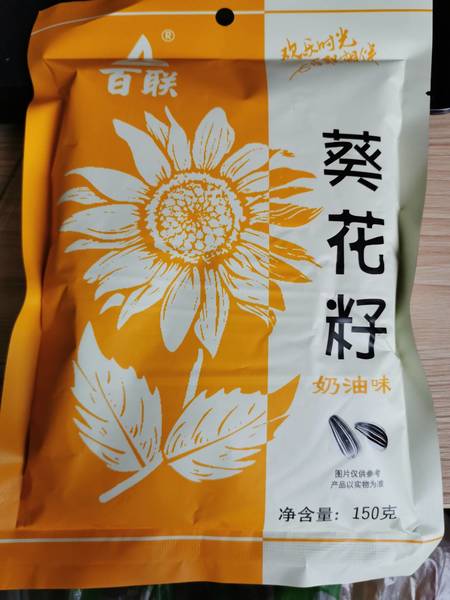 ®
百联
欢乐时光
葵花籽
奶油味
图片仅供参考
产品以实物为准
净含量：150克